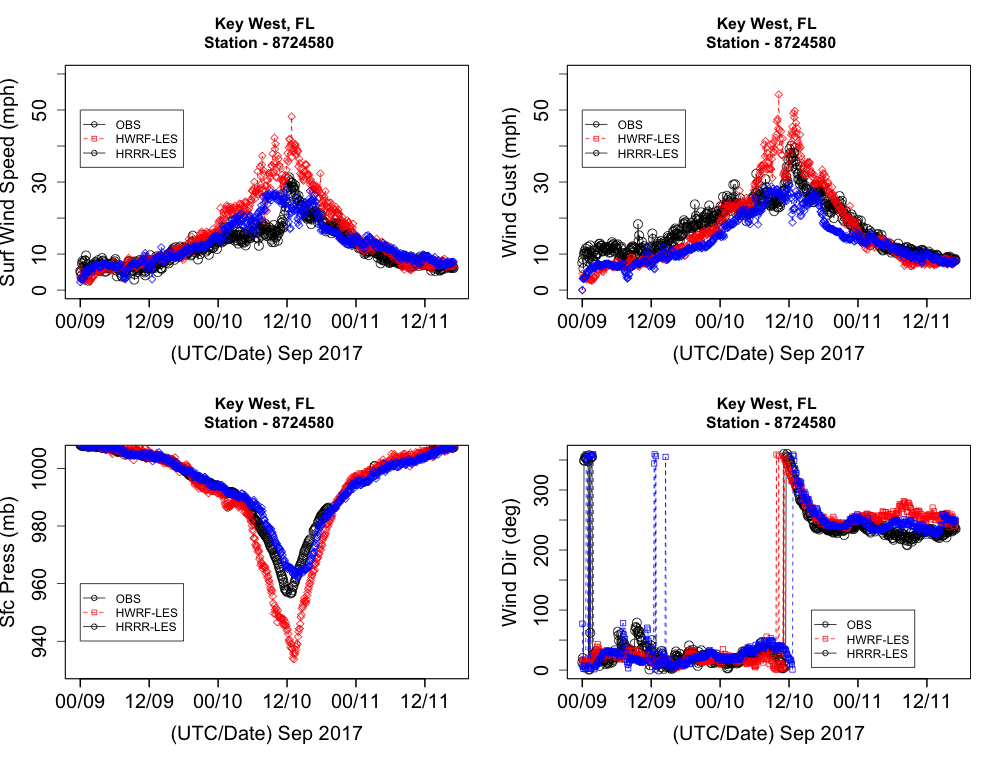 Key West, FL
Station - 8724580
Surf Wind Speed (mph)
50
30
10
0
OBS
HWRF-LES
HRRR-LES
00/09 12/09 00/10 12/10 00/11 12/11
(UTC/Date) Sep 2017
Key West, FL
Station - 8724580
Wind Gust (mph)
50
30
10
0
OBS
HWRF-LES
HRRR-LES
00/09 12/09 00/10 12/10 00/11 12/11
(UTC/Date) Sep 2017
Key West, FL
Station - 8724580
Sfc Press (mb)
1000
980
960
940
OBS
HWRF-LES
HRRR-LES
00/09 12/09 00/10 12/10 00/11 12/11
(UTC/Date) Sep 2017
Key West, FL
Station - 8724580
Wind Dir (deg)
300
200
100
0
OBS
HWRF-LES
HRRR-LES
00/09 12/09 00/10 12/10 00/11 12/11
(UTC/Date) Sep 2017